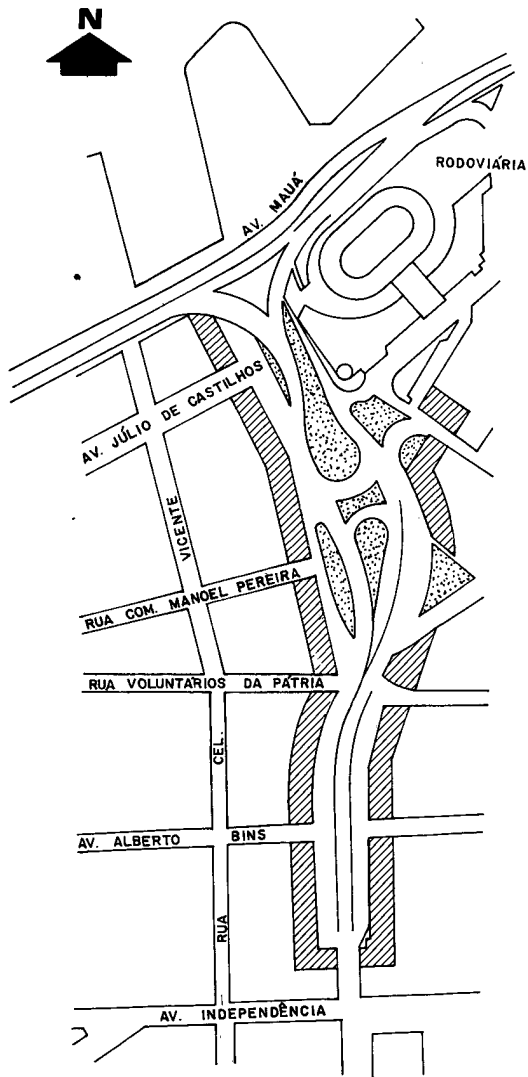 N
RODOVIÁRIA
AV. MAUÁ
AV. JÚLIO DE CASTILHOS
VICENTE
RUA COM. MANOEL PEREIRA
RUA VOLUNTÁRIOS DA PÁTRIA
CEL.
AV. ALBERTO BINS
RUA
AV. INDEPENDÊNCIA